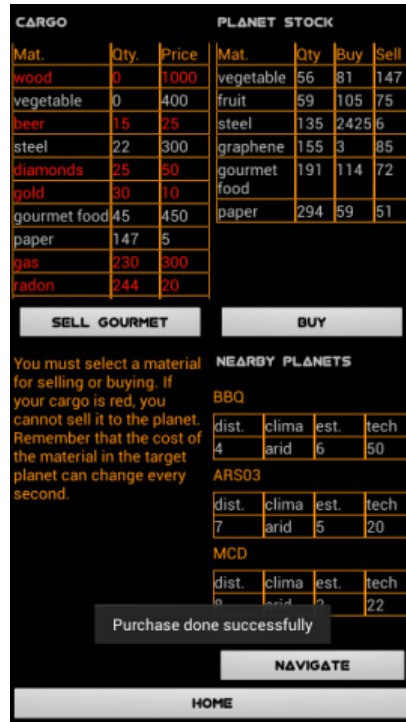 CARGO
Mat. Qty. Price
wood 0 1000
vegetable 0 400
beer 15 25
steel 22 300
diamonds 25 50
gold 30 10
gourmet food 45 450
paper 147 5
gas 230 300
radon 244 20
SELL GOURMET
You must select a material
for selling or buying. If
your cargo is red, you
cannot sell it to the planet.
Remember that the cost of
the material in the target
planet can change every
second.
PLANET STOCK
Mat. Qty Buy Sell
vegetable 56 81 147
fruit 59 105 75
steel 135 2425 6
graphene 155 3 85
gourmet 191 114 72
food
paper 294 59 51
BUY
NEARBY PLANETS
BBQ
dist. clima est. tech
4 arid 6 50
ARS03
dist. clima est. tech
7 arid 5 20
MCD
dist. clima est. tech
8 arid 22
Purchase done successfully
NAVIGATE
HOME